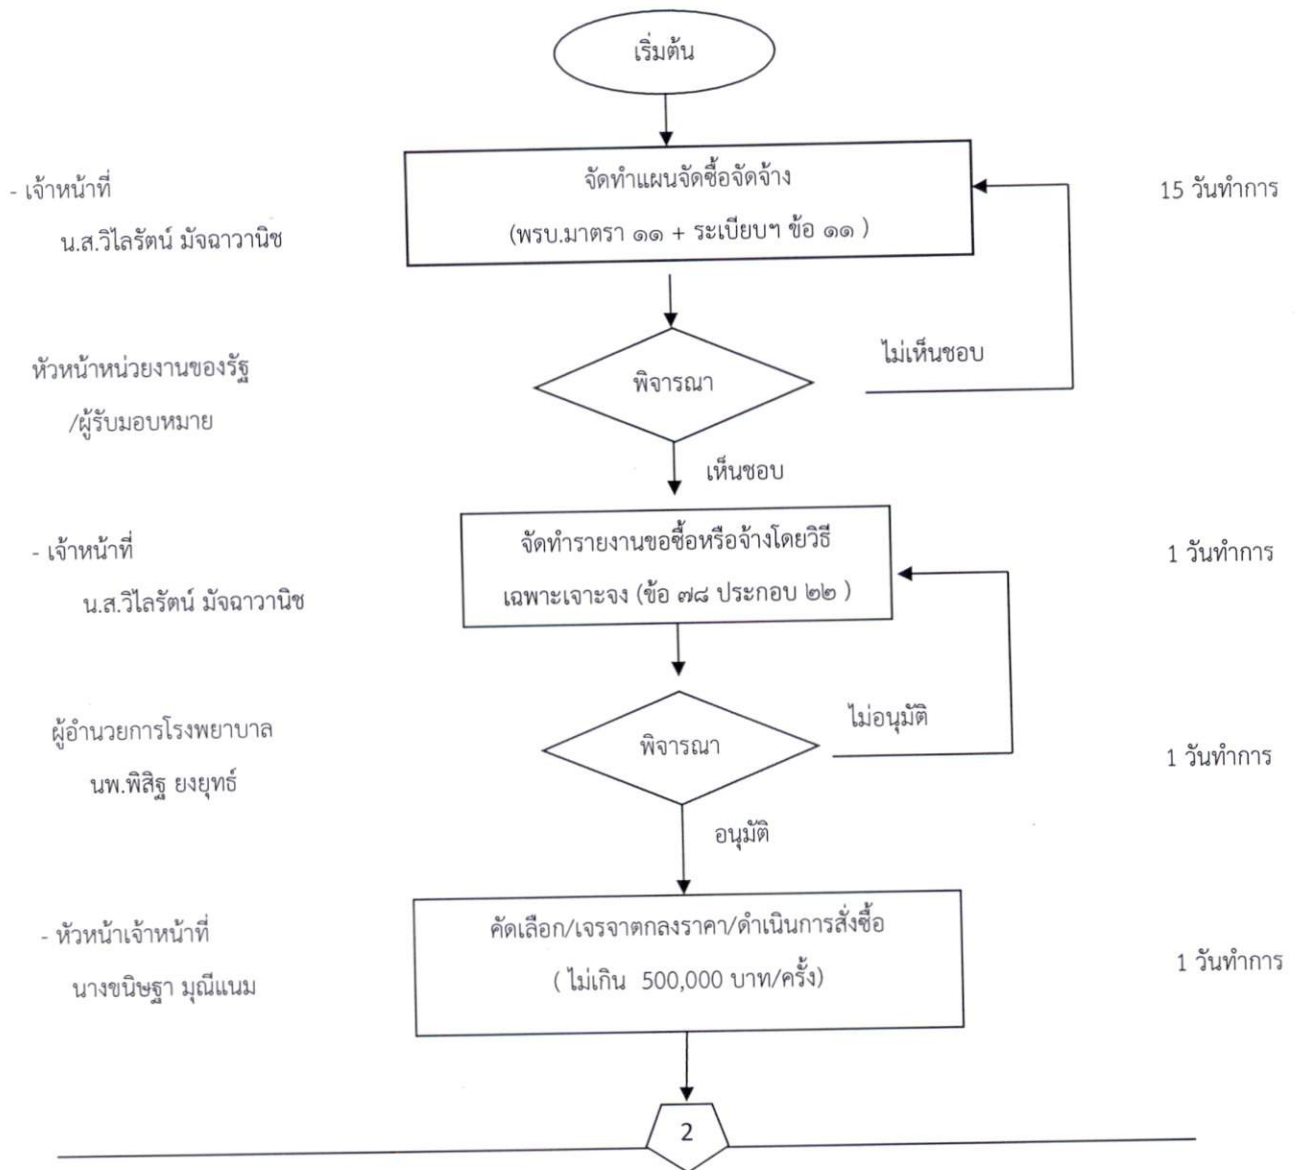 เริ่มต้น
- เจ้าหน้าที่
น.ส.วิไลรัตน์ มัจฉาวานิช
จัดทำแผนจัดซื้อจัดจ้าง
(พรบ.มาตรา ๑๑ + ระเบียบฯ ข้อ ๑๑ )
15 วันทำการ
หัวหน้าหน่วยงานของรัฐ
/ผู้รับมอบหมาย
พิจารณา
ไม่เห็นชอบ
เห็นชอบ
- เจ้าหน้าที่
น.ส.วิไลรัตน์ มัจฉาวานิช
จัดทำรายงานขอซื้อหรือจ้างโดยวิธี
เฉพาะเจาะจง (ข้อ ๗๘ ประกอบ ๒๒ )
1 วันทำการ
ผู้อำนวยการโรงพยาบาล
นพ.พิสิฐ ยงยุทธ์
พิจารณา
ไม่อนุมัติ
1 วันทำการ
อนุมัติ
- หัวหน้าเจ้าหน้าที่
นางขนิษฐา มุณีแนม
คัดเลือก/เจรจาตกลงราคา/ดำเนินการสั่งซื้อ
( ไม่เกิน 500,000 บาท/ครั้ง)
1 วันทำการ
2